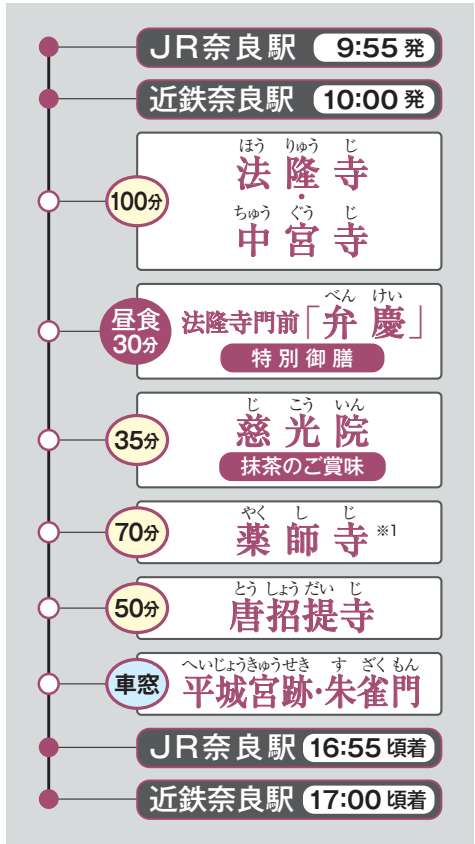 JR奈良駅 9:55発
近鉄奈良駅 10:00発
ほう りゅう じ
100分 法隆寺・
ちゅう ぐう じ
中宮寺
べん けい
昼食30分 法隆寺門前「弁慶」
特別御膳
じ こう いん
35分 慈光院
抹茶のご賞味
やく し じ
70分 薬師寺 ※1
とう しょう だい じ
50分 唐招提寺
へいじょうきゅうせき す ざく もん
車窓 平城宮跡・朱雀門
JR奈良駅 16:55頃着
近鉄奈良駅 17:00頃着